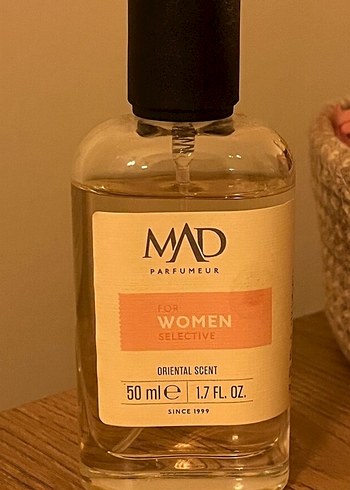 MAD
PARFUMEUR
FOR
WOMEN
SELECTIVE
ORIENTAL SCENT
50 ml ℮ 1.7 FL. OZ.
SINCE 1999